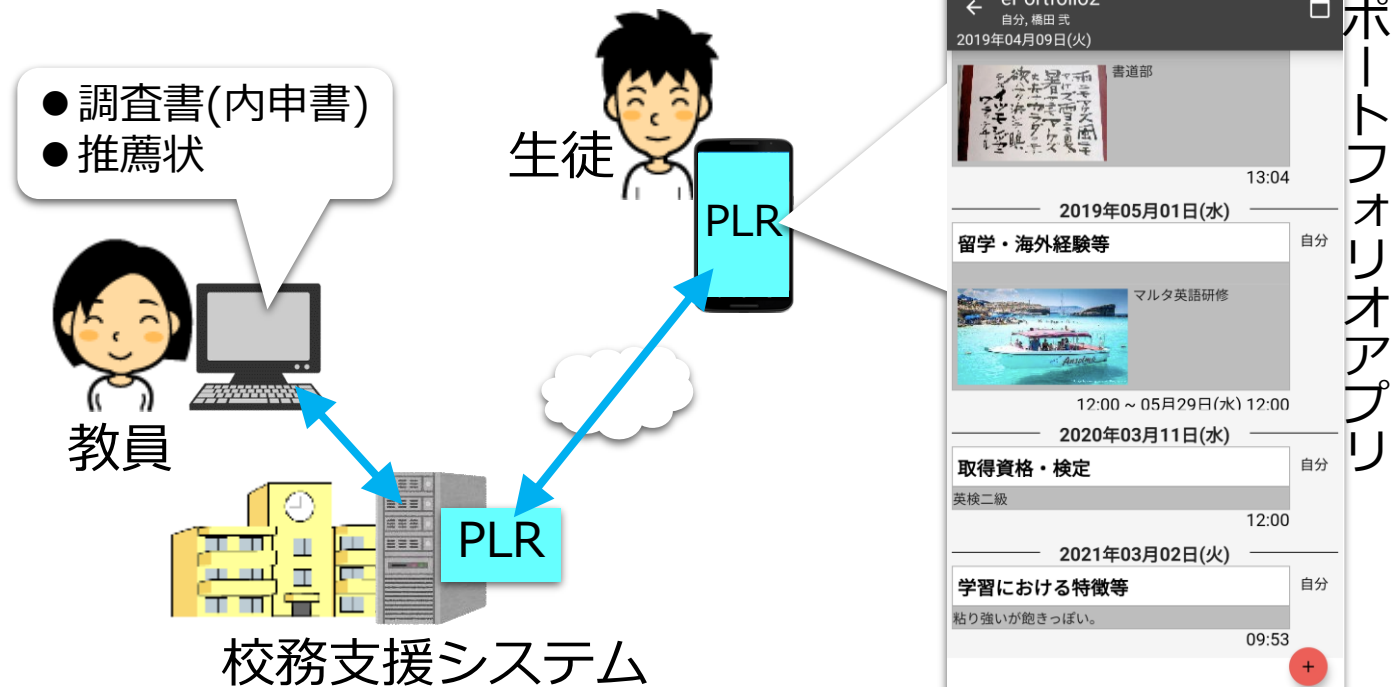 ●調査書(内申書)
●推薦状
生徒
PLR
教員
PLR
校務支援システム
ePortfolio2
自分, 橋田 弐
2019年04月09日(火)
書道部
13:04
2019年05月01日(水)
留学・海外経験等
自分
マルタ英語研修
12:00 ~ 05月29日(水) 12:00
2020年03月11日(水)
取得資格・検定
自分
英検二級
12:00
2021年03月02日(火)
学習における特徴等
自分
粘り強いが飽きっぽい。
09:53
+
ポートフォリオアプリ